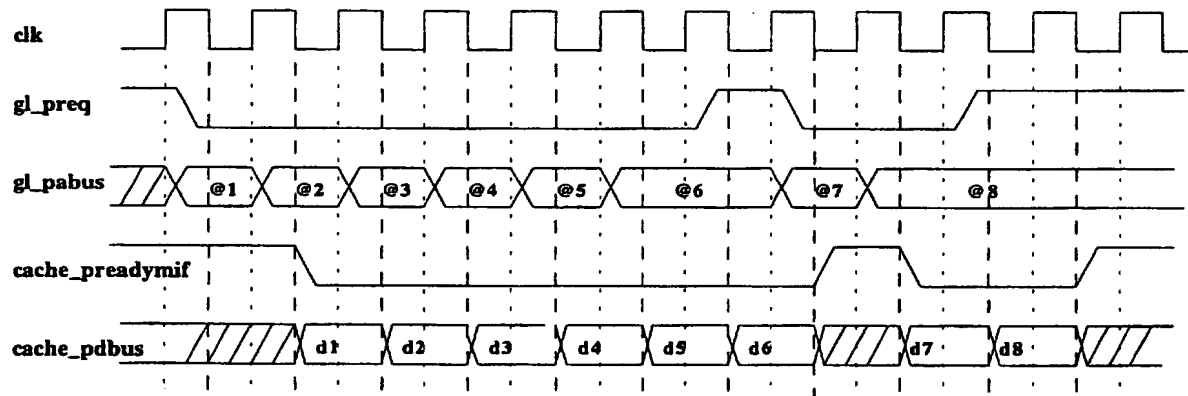 clk
gl_preq
gl_pabus @1 @2 @3 @4 @5 @6 @7 @8
cache_preadymif
cache_pdbus d1 d2 d3 d4 d5 d6 d7 d8